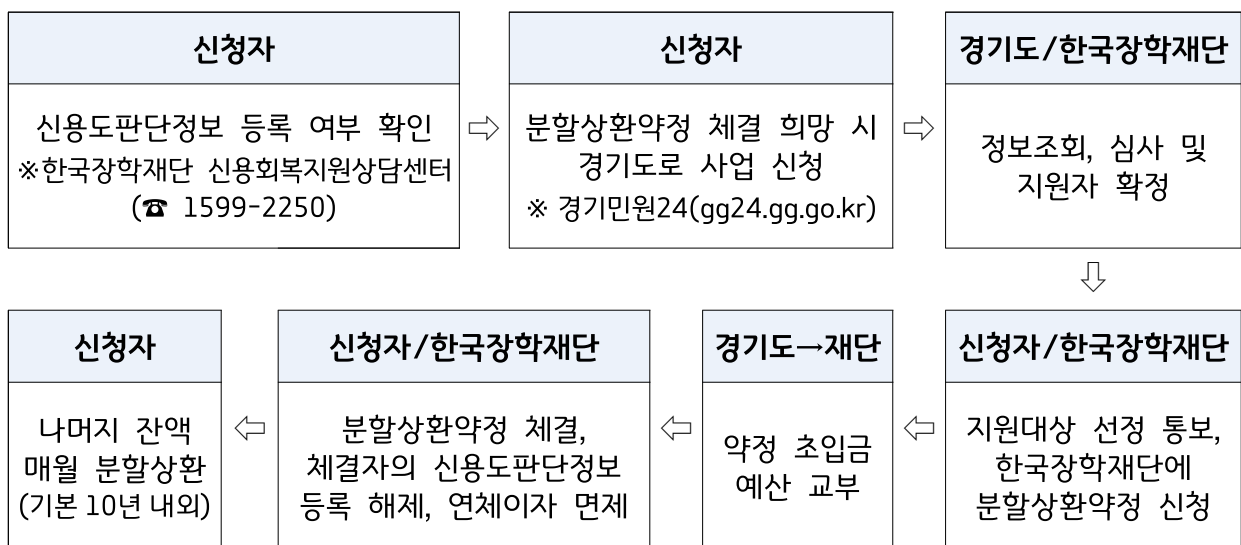 신청자
신용도판단정보 등록 여부 확인
※한국장학재단 신용회복지원상담센터
(☎ 1599-2250)
⇨
신청자
분할상환약정 체결 희망 시
경기도로 사업 신청
※ 경기민원24(gg24.gg.go.kr)
⇨
경기도/한국장학재단
정보조회, 심사 및
지원자 확정
⇩
신청자/한국장학재단
지원대상 선정 통보,
한국장학재단에
분할상환약정 신청
⇦
경기도→재단
약정 초입금
예산 교부
⇦
신청자/한국장학재단
분할상환약정 체결,
체결자의 신용도판단정보
등록 해제, 연체이자 면제
⇦
신청자
나머지 잔액
매월 분할상환
(기본 10년 내외)